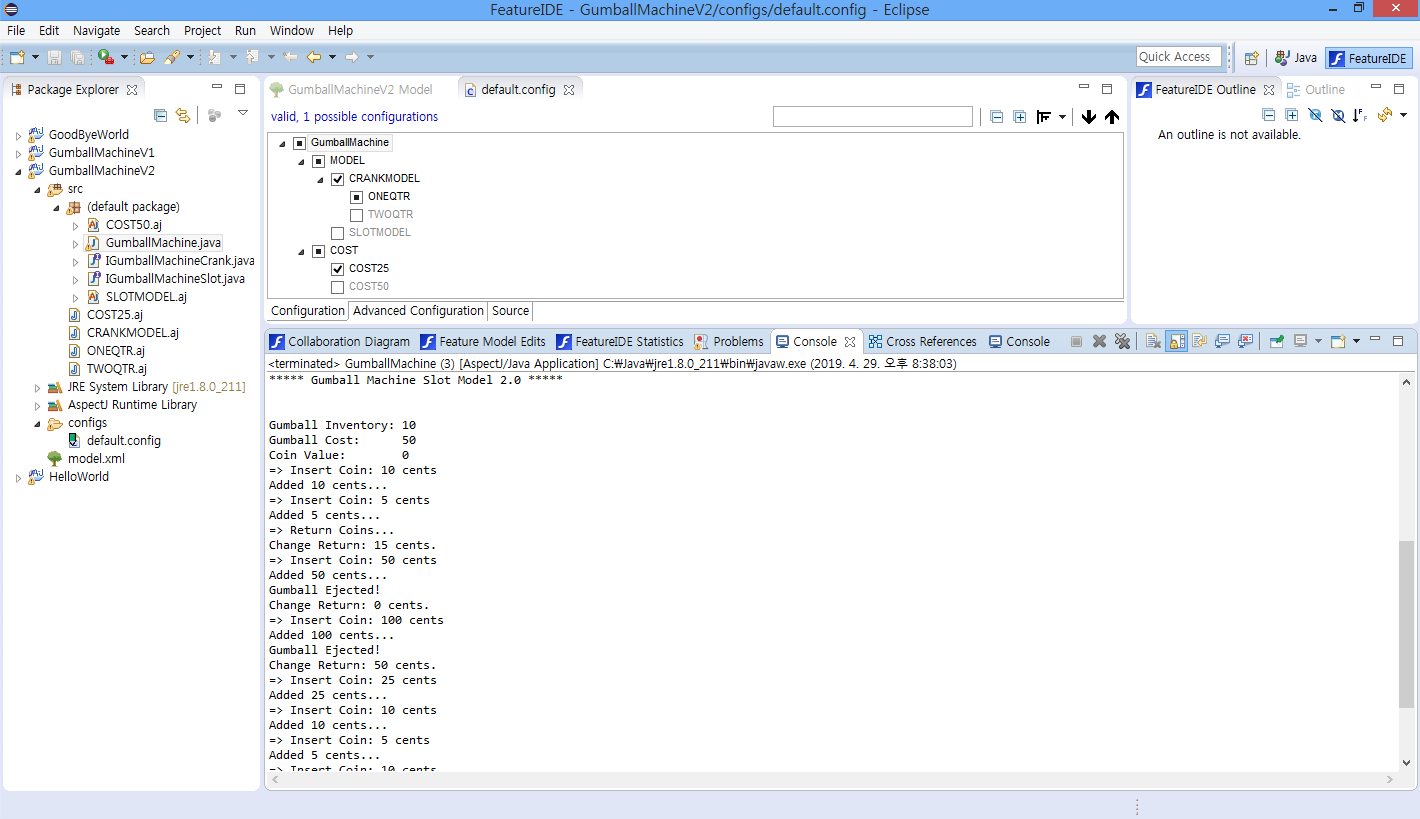 FeatureIDE - GumballMachineV2/configs/default.config - Eclipse
File Edit Navigate Search Project Run Window Help
Quick Access
Java
FeatureIDE
Package Explorer
GoodByeWorld
GumballMachineV1
GumballMachineV2
src
(default package)
COST50.aj
GumballMachine.java
IGumballMachineCrank.java
IGumballMachineSlot.java
SLOTMODEL.aj
COST25.aj
CRANKMODEL.aj
ONEQTR.aj
TWOQTR.aj
JRE System Library [jre1.8.0_211]
AspectJ Runtime Library
configs
default.config
model.xml
HelloWorld
GumballMachineV2 Model
default.config
valid, 1 possible configurations
GumballMachine
MODEL
CRANKMODEL
ONEQTR
TWOQTR
SLOTMODEL
COST
COST25
COST50
Configuration Advanced Configuration Source
FeatureIDE Outline
Outline
An outline is not available.
Collaboration Diagram Feature Model Edits FeatureIDE Statistics Problems Console Cross References Console
<terminated> GumballMachine (3) [AspectJ/Java Application] C:₩Java₩jre1.8.0_211₩bin₩javaw.exe (2019. 4. 29. 오후 8:38:03)
***** Gumball Machine Slot Model 2.0 *****
Gumball Inventory: 10
Gumball Cost: 50
Coin Value: 0
=> Insert Coin: 10 cents
Added 10 cents...
=> Insert Coin: 5 cents
Added 5 cents...
=> Return Coins...
Change Return: 15 cents.
=> Insert Coin: 50 cents
Added 50 cents...
Gumball Ejected!
Change Return: 0 cents.
=> Insert Coin: 100 cents
Added 100 cents...
Gumball Ejected!
Change Return: 50 cents.
=> Insert Coin: 25 cents
Added 25 cents...
=> Insert Coin: 10 cents
Added 10 cents...
=> Insert Coin: 5 cents
Added 5 cents...
=> Insert Coin: 10 cents